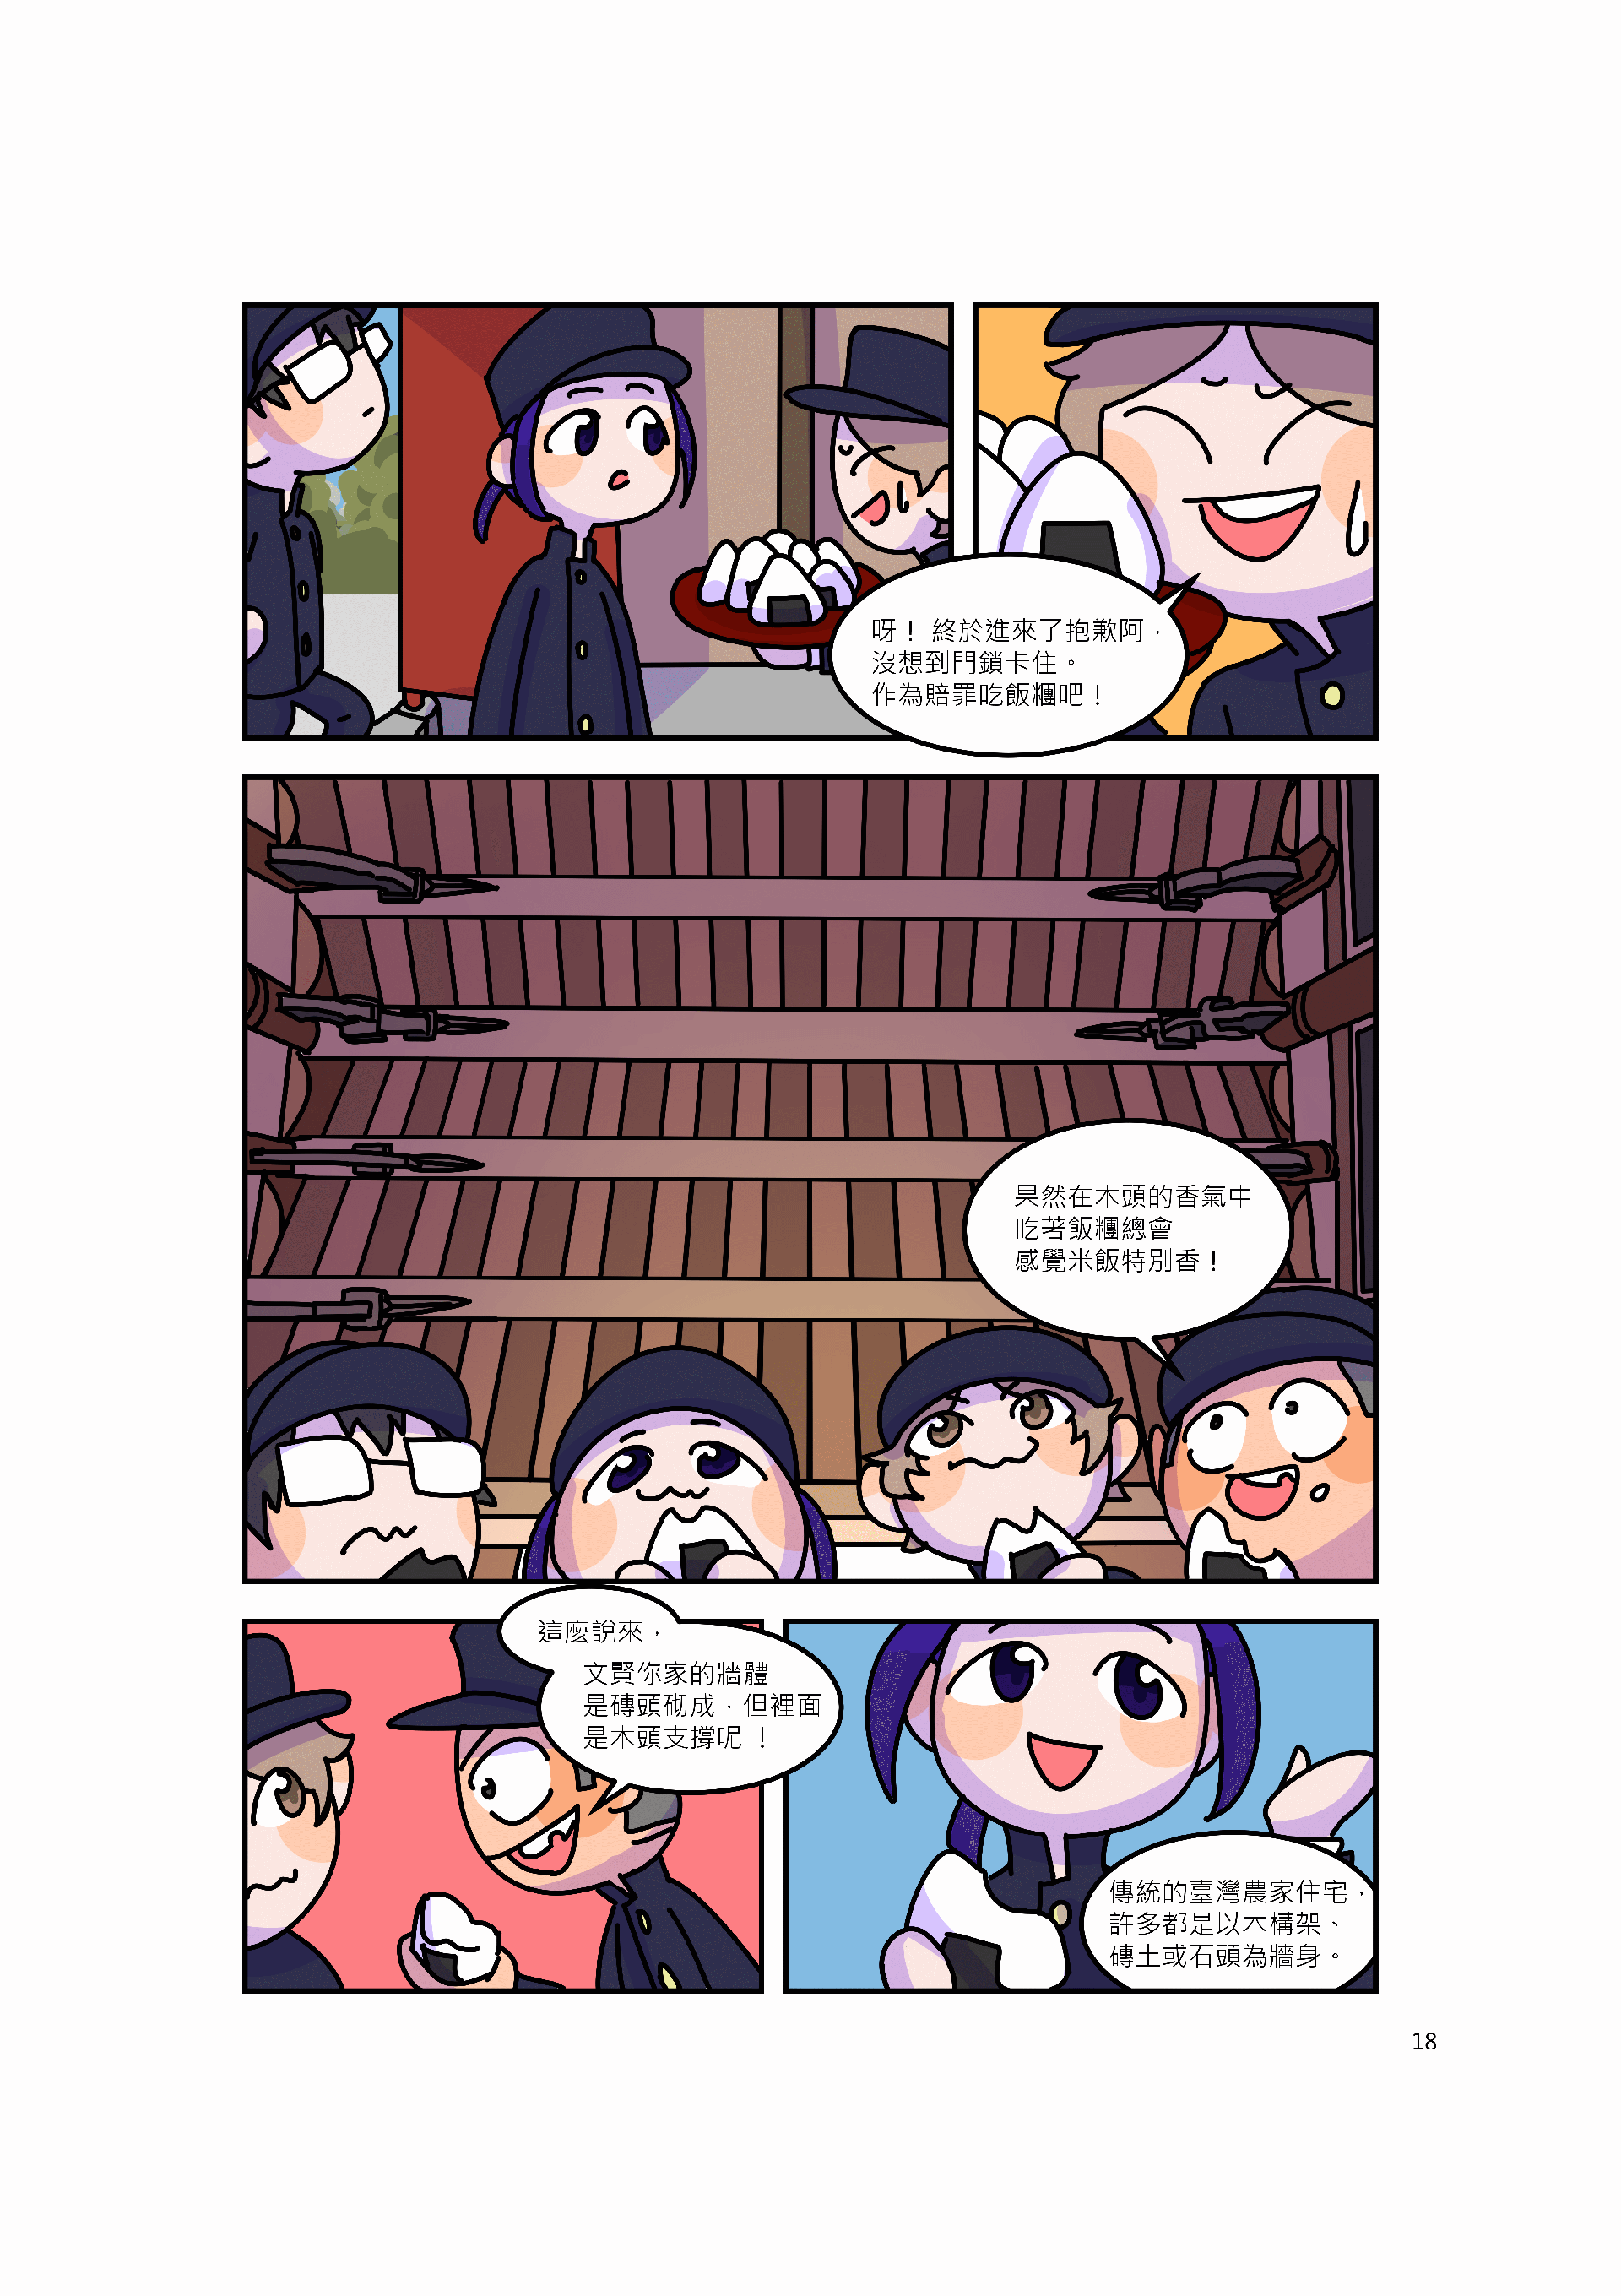 呀！ 終於進來了抱歉阿，
沒想到門鎖卡住。
作為賠罪吃飯糰吧！
果然在木頭的香氣中
吃著飯糰總會
感覺米飯特別香！
這麼說來，
文賢你家的牆體
是磚頭砌成，但裡面
是木頭支撐呢 ！
傳統的臺灣農家住宅，
許多都是以木構架、
磚土或石頭為牆身。
18